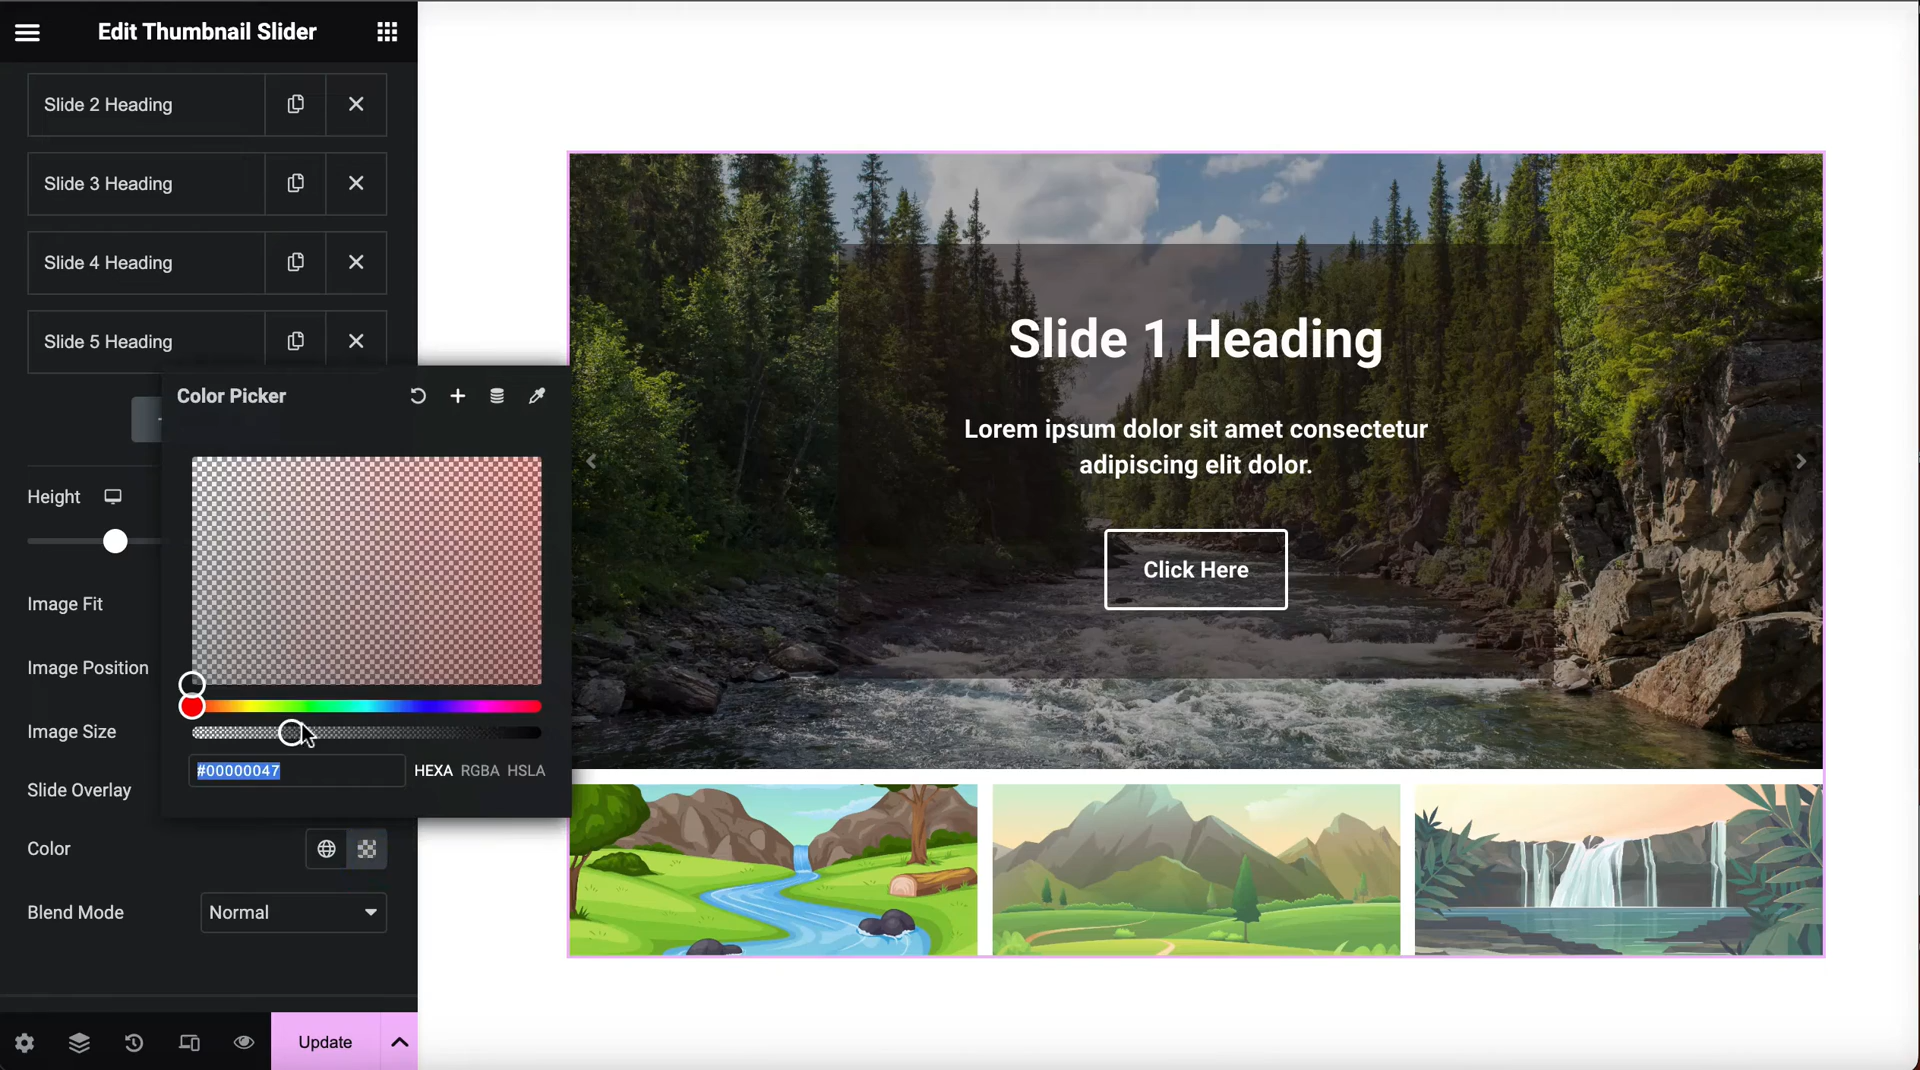 Edit Thumbnail Slider
Slide 2 Heading
Slide 3 Heading
Slide 4 Heading
Slide 5 Heading
Color Picker
Height
Image Fit
Image Position
Image Size
#00000047 HEXA RGBA HSLA
Slide Overlay
Color
Blend Mode Normal
Update
Slide 1 Heading
Lorem ipsum dolor sit amet consectetur
adipiscing elit dolor.
Click Here